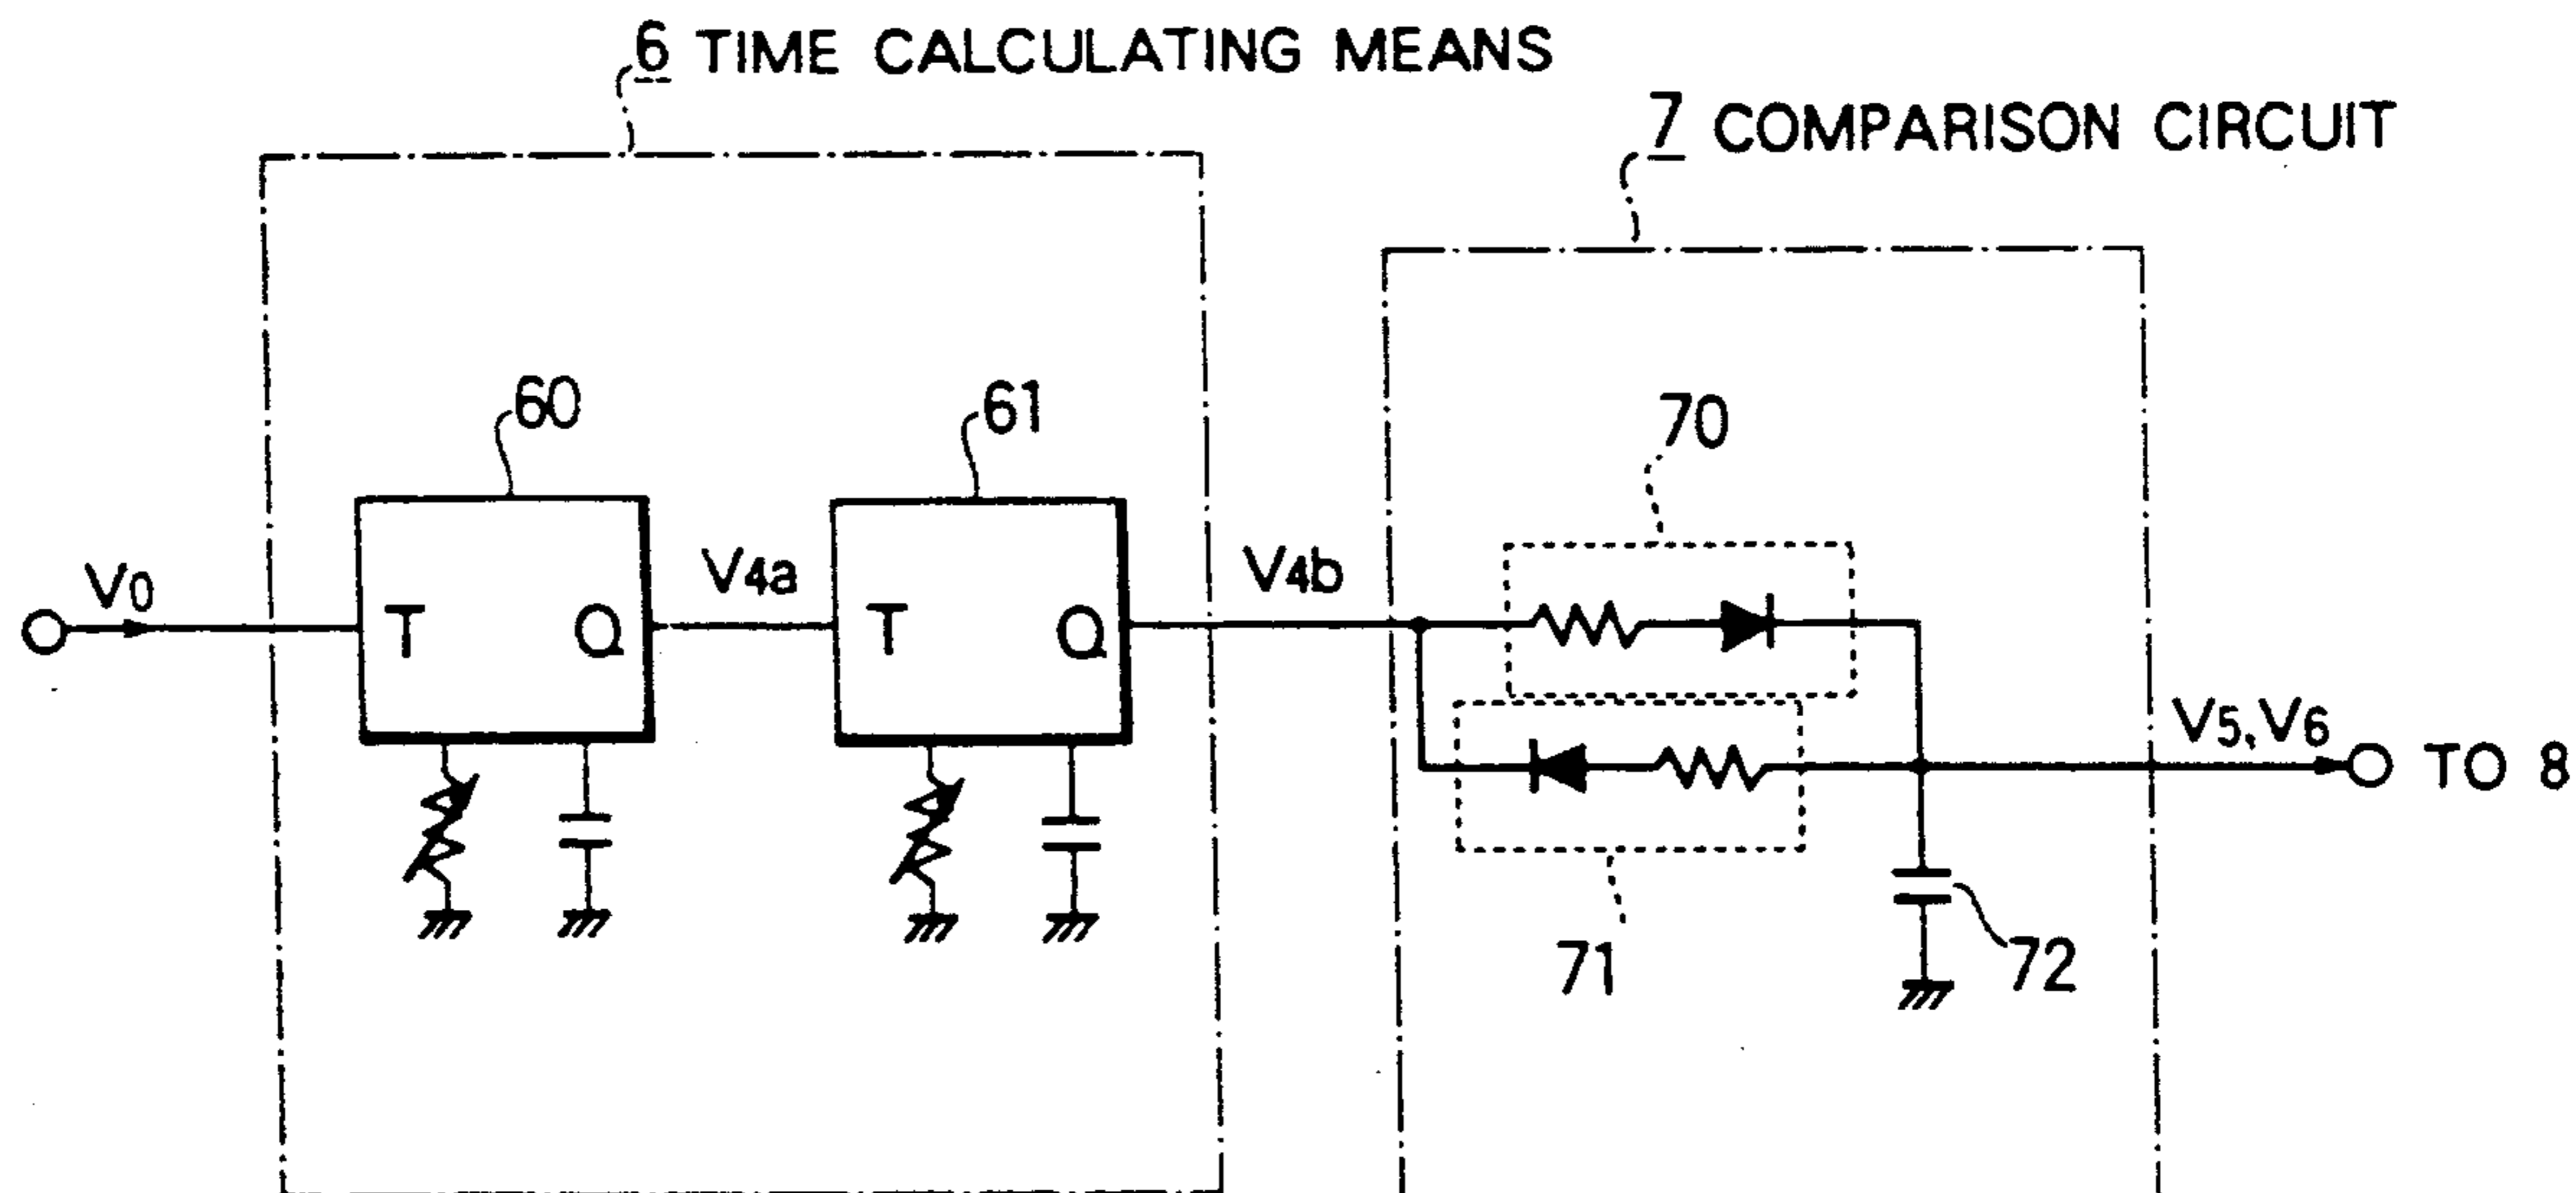 6 TIME CALCULATING MEANS
7 COMPARISON CIRCUIT
60
61
70
V0
T
Q
V4a
T
Q
V4b
V5, V6
TO 8
71
72